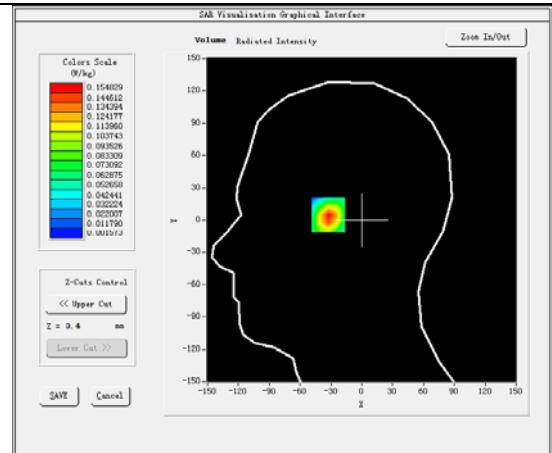 SAR Visualisation Graphical Interface
Volume Radiated Intensity
Zoom In/Out
Colors Scale
(W/kg)
0.154829
0.144612
0.134394
0.124177
0.113960
0.103743
0.093526
0.083309
0.073092
0.062875
0.052658
0.042441
0.032224
0.022007
0.011790
0.001573
Z-Cuts Control
<< Upper Cut
Z = 0.4 mm
Lower Cut >>
SAVE Cancel
150
120
90
60
30
0
-30
-60
-90
-120
-150
Y
-150 -120 -90 -60 -30 0 30 60 90 120 150
X